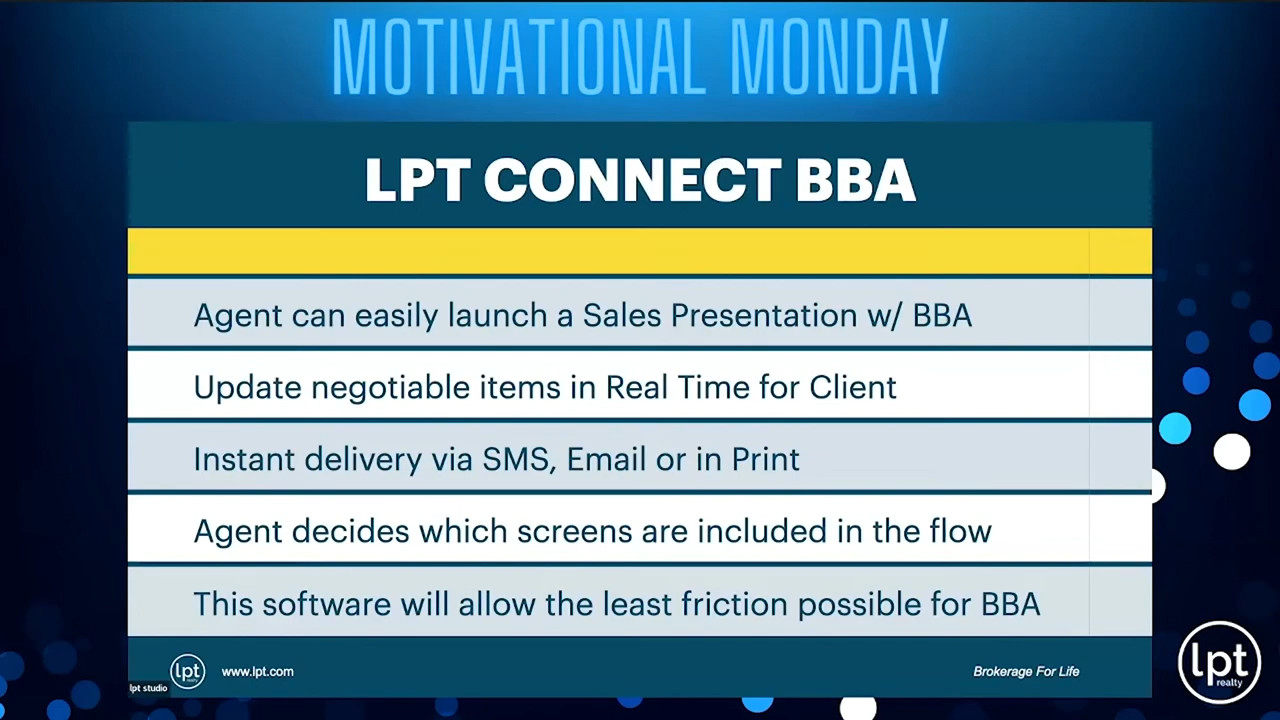 MOTIVATIONAL MONDAY
LPT CONNECT BBA
Agent can easily launch a Sales Presentation w/ BBA
Update negotiable items in Real Time for Client
Instant delivery via SMS, Email or in Print
Agent decides which screens are included in the flow
This software will allow the least friction possible for BBA
lpt www.lpt.com Brokerage For Life
lpt studio
lpt
realty